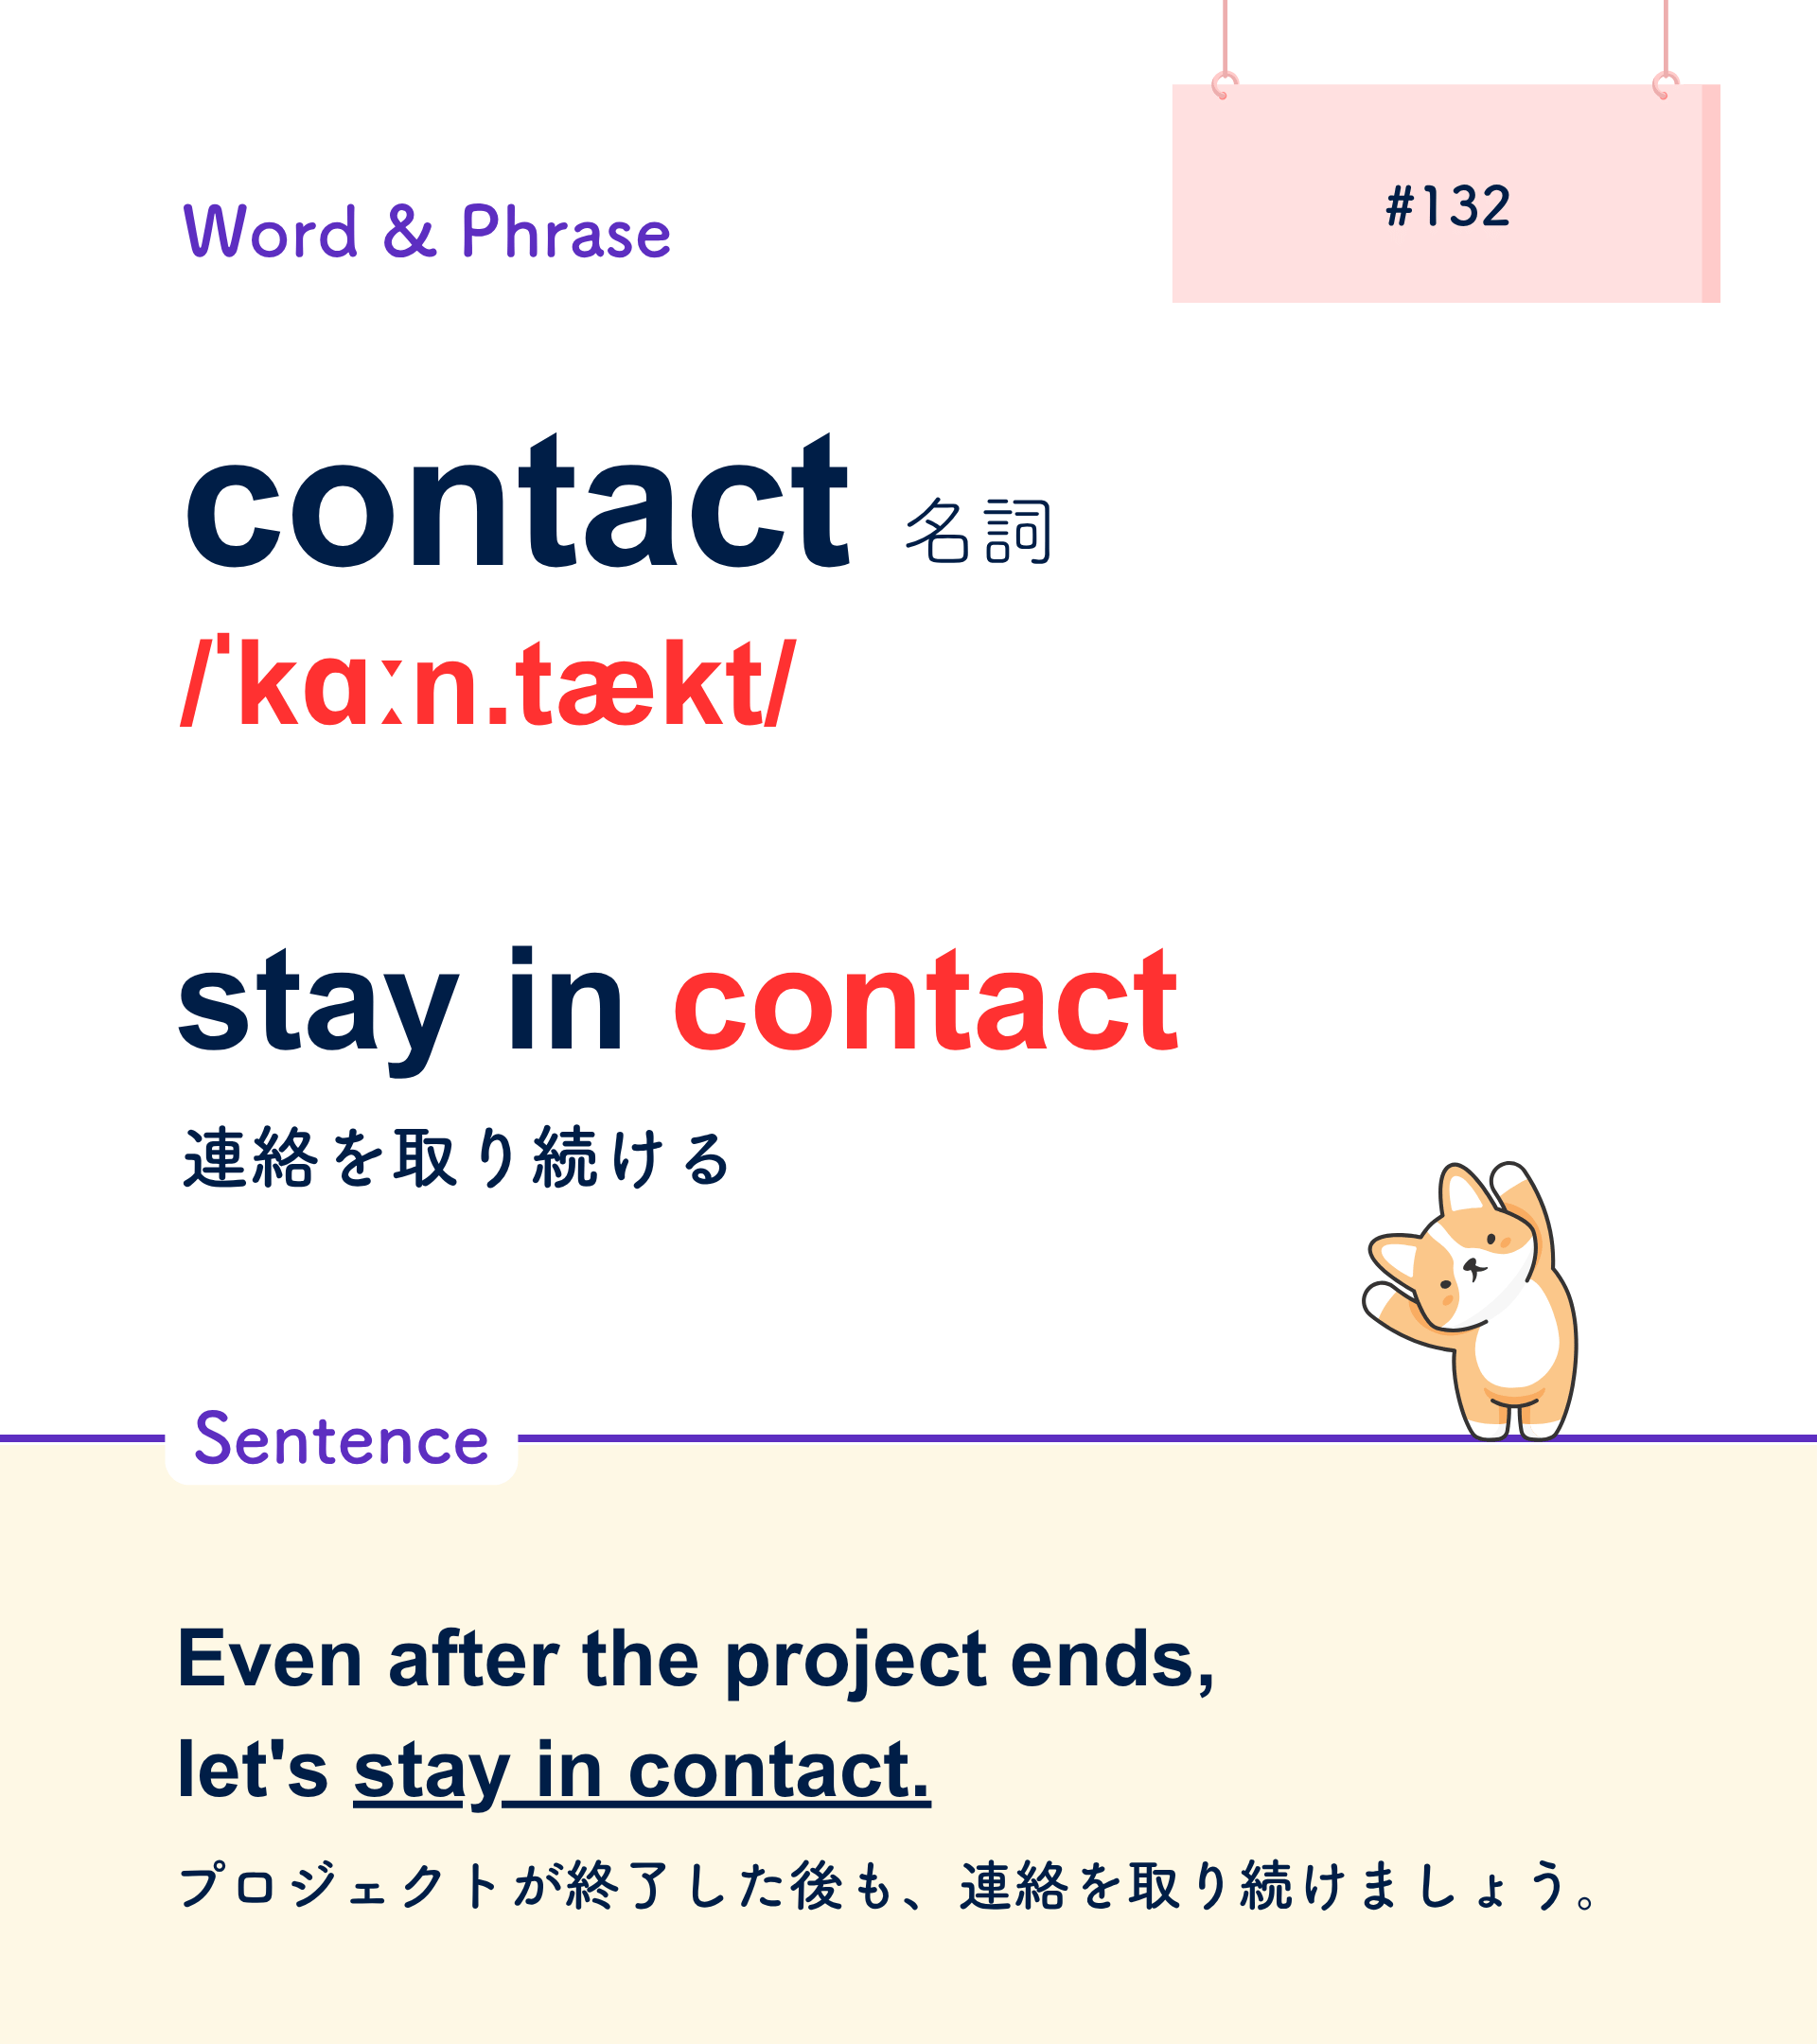 #132
Word & Phrase
contact 名詞
/ˈkɑːn.tækt/
stay in contact
連絡を取り続ける
Sentence
Even after the project ends,
let's stay in contact.
プロジェクトが終了した後も、連絡を取り続けましょう。